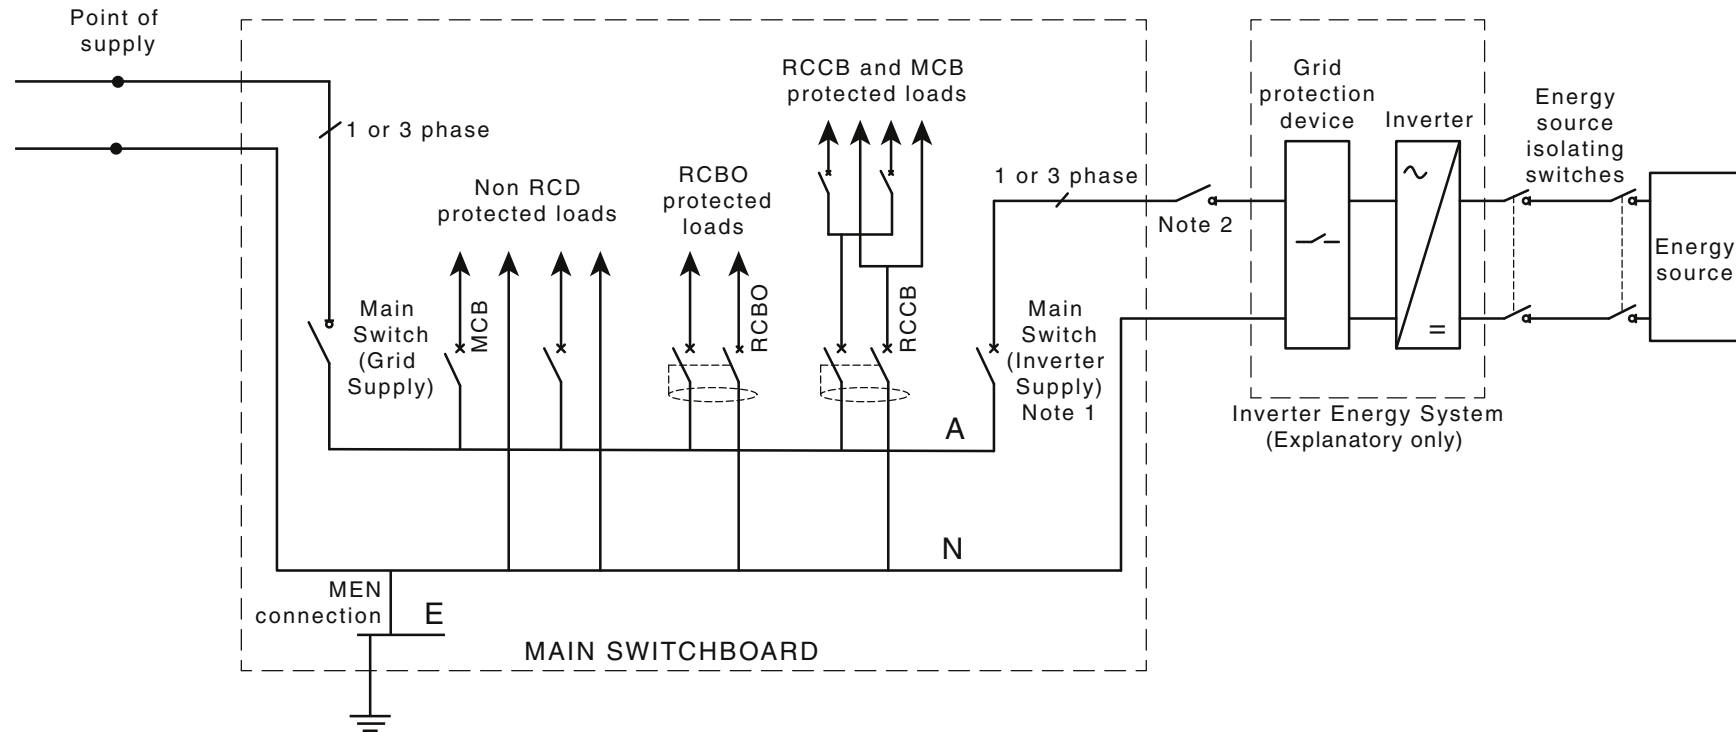 Point of
supply
1 or 3 phase
Main
Switch
(Grid
Supply)
Non RCD
protected loads
MCB
RCBO
protected
loads
RCBO
RCCB and MCB
protected loads
RCCB
1 or 3 phase
Main
Switch
(Inverter
Supply)
Note 1
Note 2
A
N
MEN
connection
E
MAIN SWITCHBOARD
Grid
protection
device
Inverter
=
Inverter Energy System
(Explanatory only)
Energy
source
isolating
switches
Energy
source